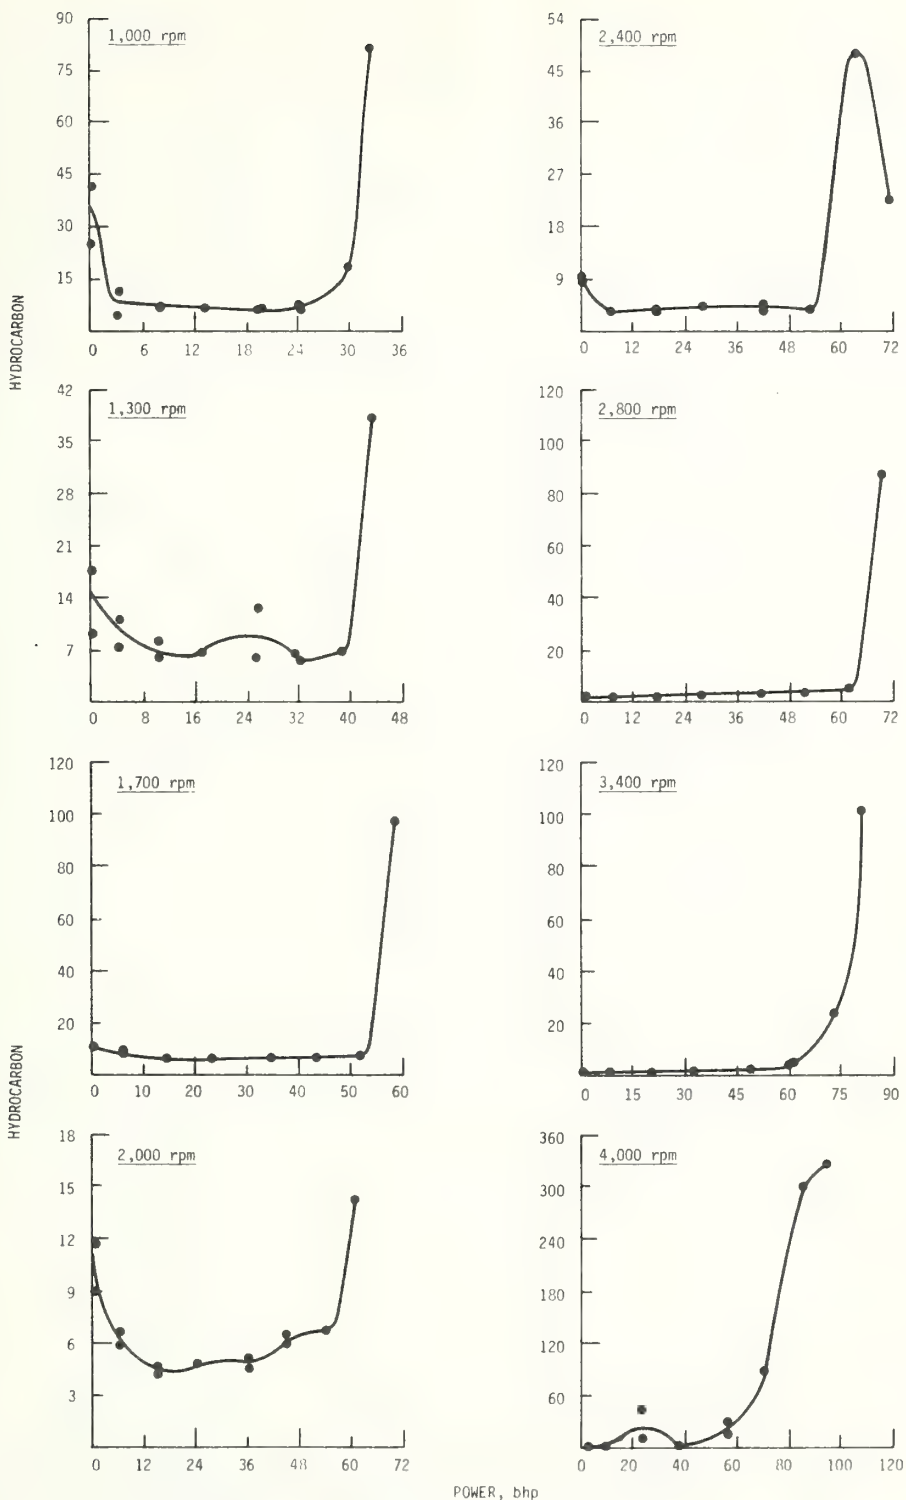 HYDROCARBON
1,000 rpm
90
75
60
45
30
15
0 6 12 18 24 30 36
2,400 rpm
54
45
36
27
18
9
0 12 24 36 48 60 72
1,300 rpm
42
35
28
21
14
7
0 8 16 24 32 40 48
2,800 rpm
120
100
80
60
40
20
0 12 24 36 48 60 72
HYDROCARBON
1,700 rpm
120
100
80
60
40
20
0 10 20 30 40 50 60
3,400 rpm
120
100
80
60
40
20
0 15 30 45 60 75 90
2,000 rpm
18
15
12
9
6
3
0 12 24 36 48 60 72
4,000 rpm
360
300
240
180
120
60
0 20 40 60 80 100 120
POWER, bhp